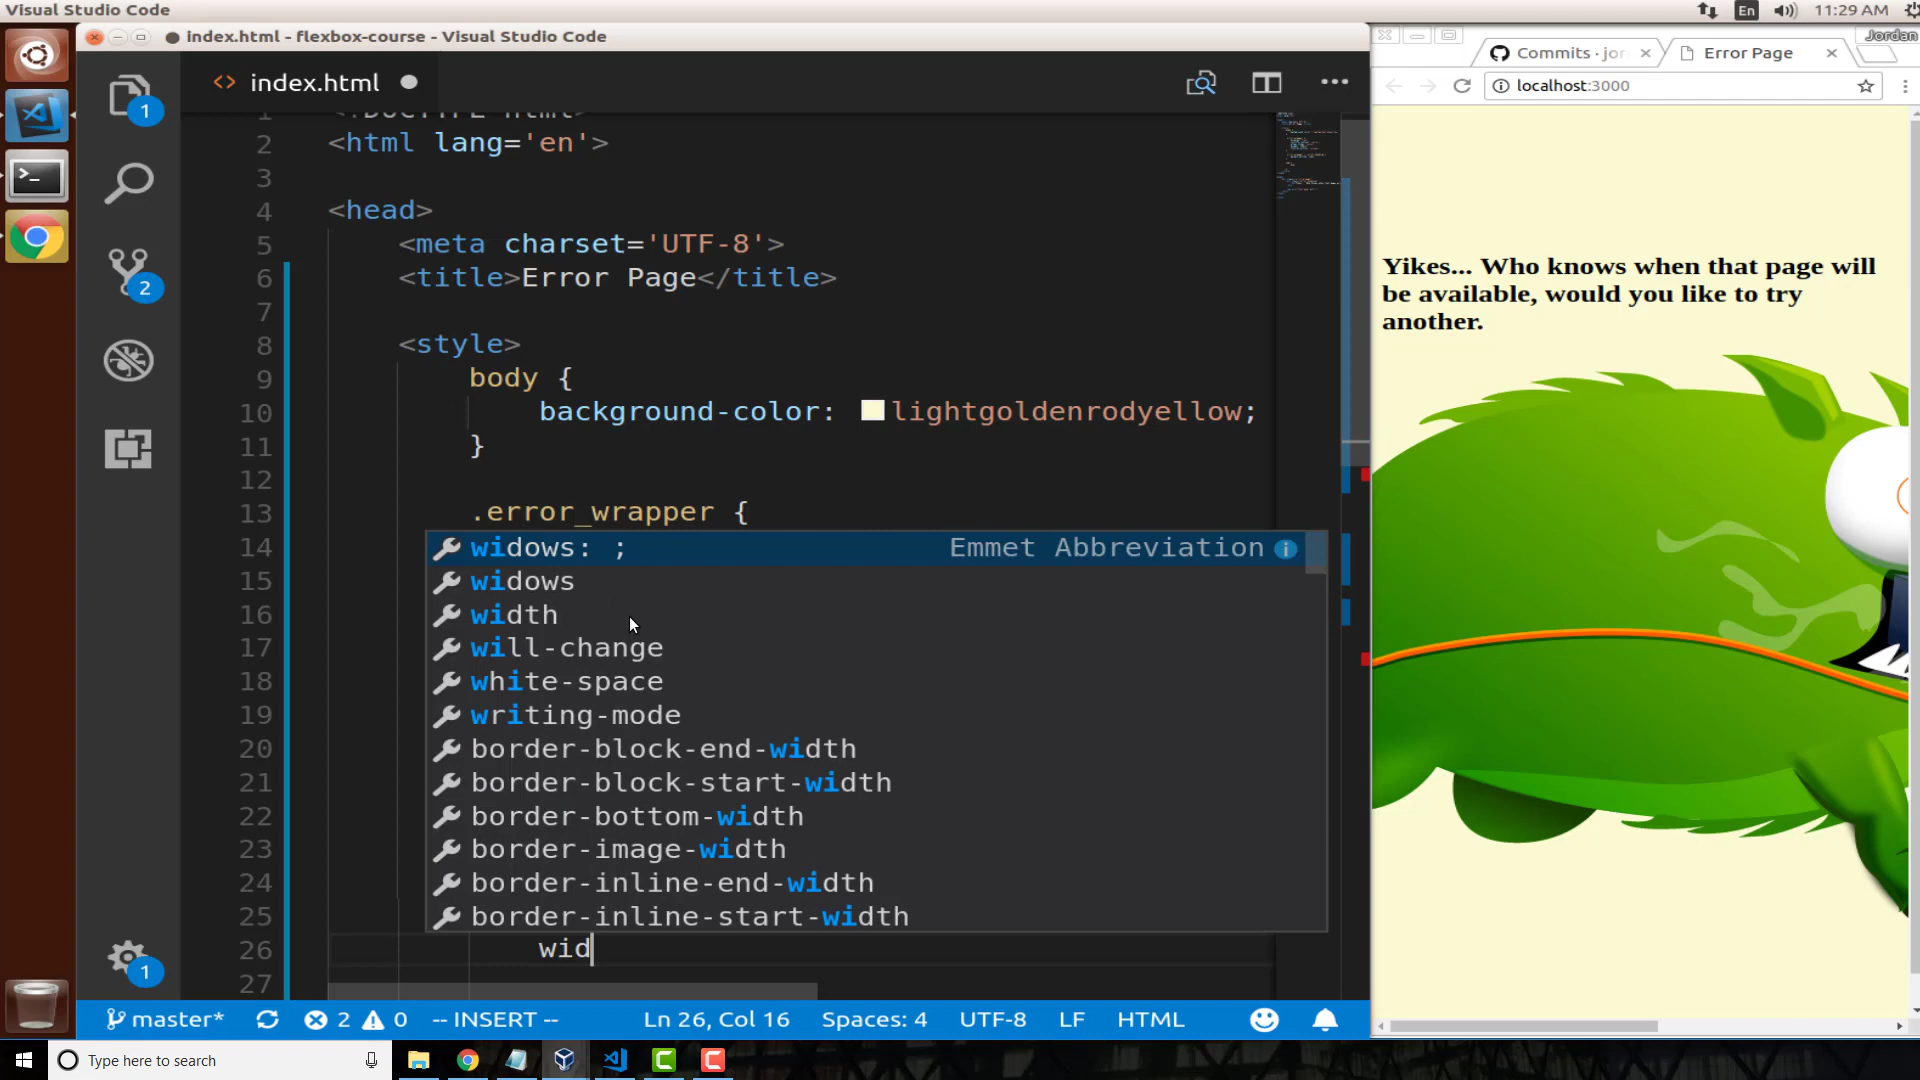 Visual Studio Code
En
11:29 AM
index.html - flexbox-course - Visual Studio Code
Jordan
Commits · jor
Error Page
localhost:3000
<> index.html
1
2
1
1 <!DOCTYPE html>
2 <html lang='en'>
3
4 <head>
5 <meta charset='UTF-8'>
6 <title>Error Page</title>
7
8 <style>
9 body {
10 background-color: lightgoldenrodyellow;
11 }
12
13 .error_wrapper {
14 widows: ; Emmet Abbreviation
15 widows
16 width
17 will-change
18 white-space
19 writing-mode
20 border-block-end-width
21 border-block-start-width
22 border-bottom-width
23 border-image-width
24 border-inline-end-width
25 border-inline-start-width
26 wid
27
Yikes... Who knows when that page will
be available, would you like to try
another.
master* 2 0 -- INSERT -- Ln 26, Col 16 Spaces: 4 UTF-8 LF HTML
Type here to search